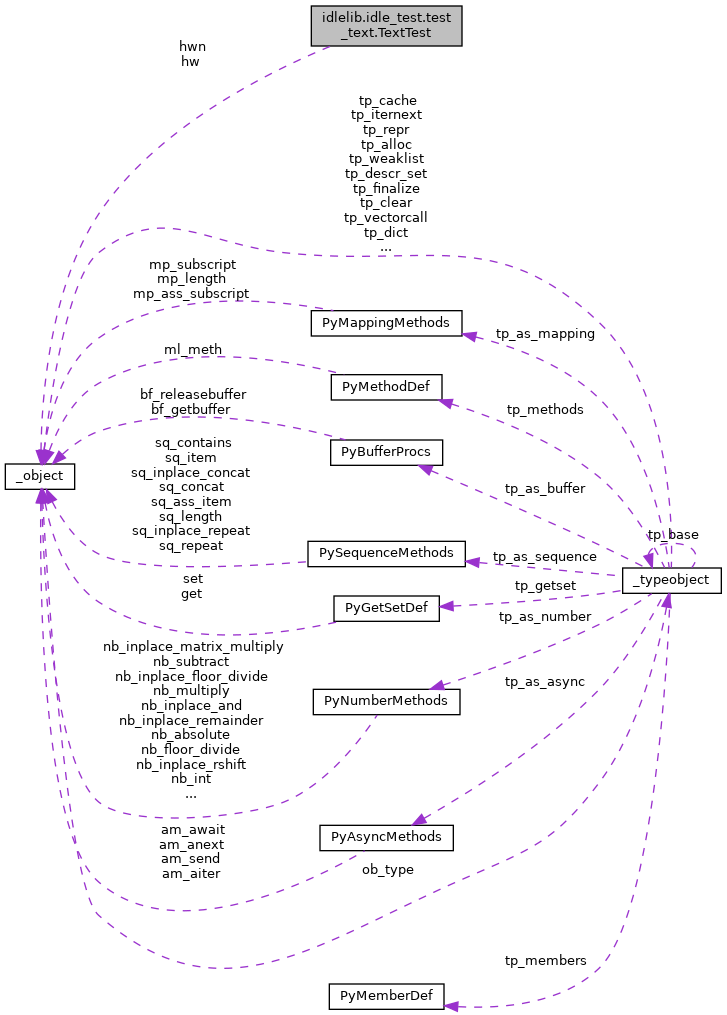 idlelib.idle_test.test
_text.TextTest
hwn
hw
tp_cache
tp_iternext
tp_repr
tp_alloc
tp_weaklist
tp_descr_set
tp_finalize
tp_clear
tp_vectorcall
tp_dict
...
mp_subscript
mp_length
mp_ass_subscript
PyMappingMethods
tp_as_mapping
ml_meth
PyMethodDef
tp_methods
bf_releasebuffer
bf_getbuffer
PyBufferProcs
_object
sq_contains
sq_item
sq_inplace_concat
sq_concat
sq_ass_item
sq_length
sq_inplace_repeat
sq_repeat
tp_as_buffer
tp_base
PySequenceMethods
tp_as_sequence
_typeobject
set
get
PyGetSetDef
tp_getset
tp_as_number
nb_inplace_matrix_multiply
nb_subtract
nb_inplace_floor_divide
nb_multiply
nb_inplace_and
nb_inplace_remainder
nb_absolute
nb_floor_divide
nb_inplace_rshift
nb_int
...
PyNumberMethods
tp_as_async
am_await
am_anext
am_send
am_aiter
PyAsyncMethods
ob_type
tp_members
PyMemberDef